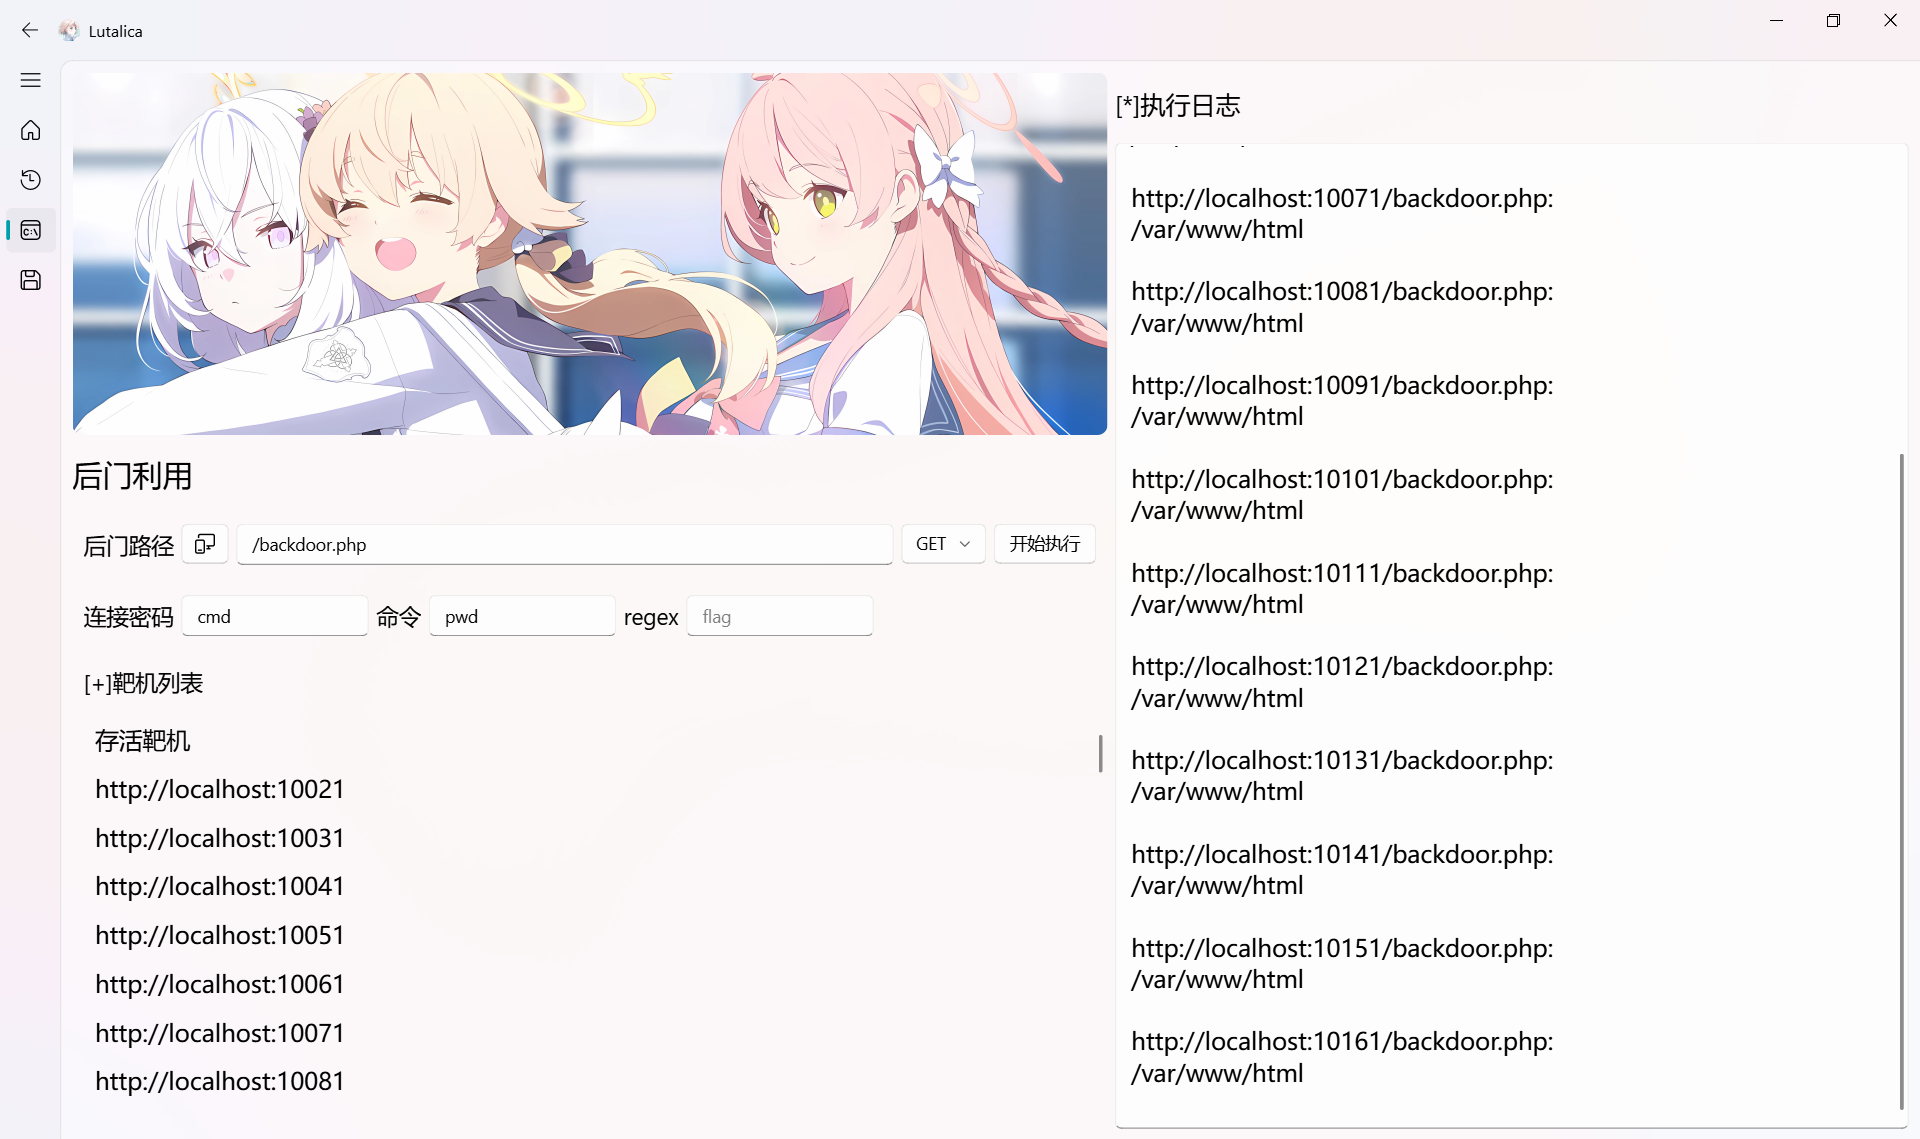 Lutalica
[*]执行日志
http://localhost:10071/backdoor.php:
/var/www/html
http://localhost:10081/backdoor.php:
/var/www/html
http://localhost:10091/backdoor.php:
/var/www/html
http://localhost:10101/backdoor.php:
/var/www/html
http://localhost:10111/backdoor.php:
/var/www/html
http://localhost:10121/backdoor.php:
/var/www/html
http://localhost:10131/backdoor.php:
/var/www/html
http://localhost:10141/backdoor.php:
/var/www/html
http://localhost:10151/backdoor.php:
/var/www/html
http://localhost:10161/backdoor.php:
/var/www/html
后门利用
后门路径 /backdoor.php GET 开始执行
连接密码 cmd 命令 pwd regex flag
[+]靶机列表
存活靶机
http://localhost:10021
http://localhost:10031
http://localhost:10041
http://localhost:10051
http://localhost:10061
http://localhost:10071
http://localhost:10081